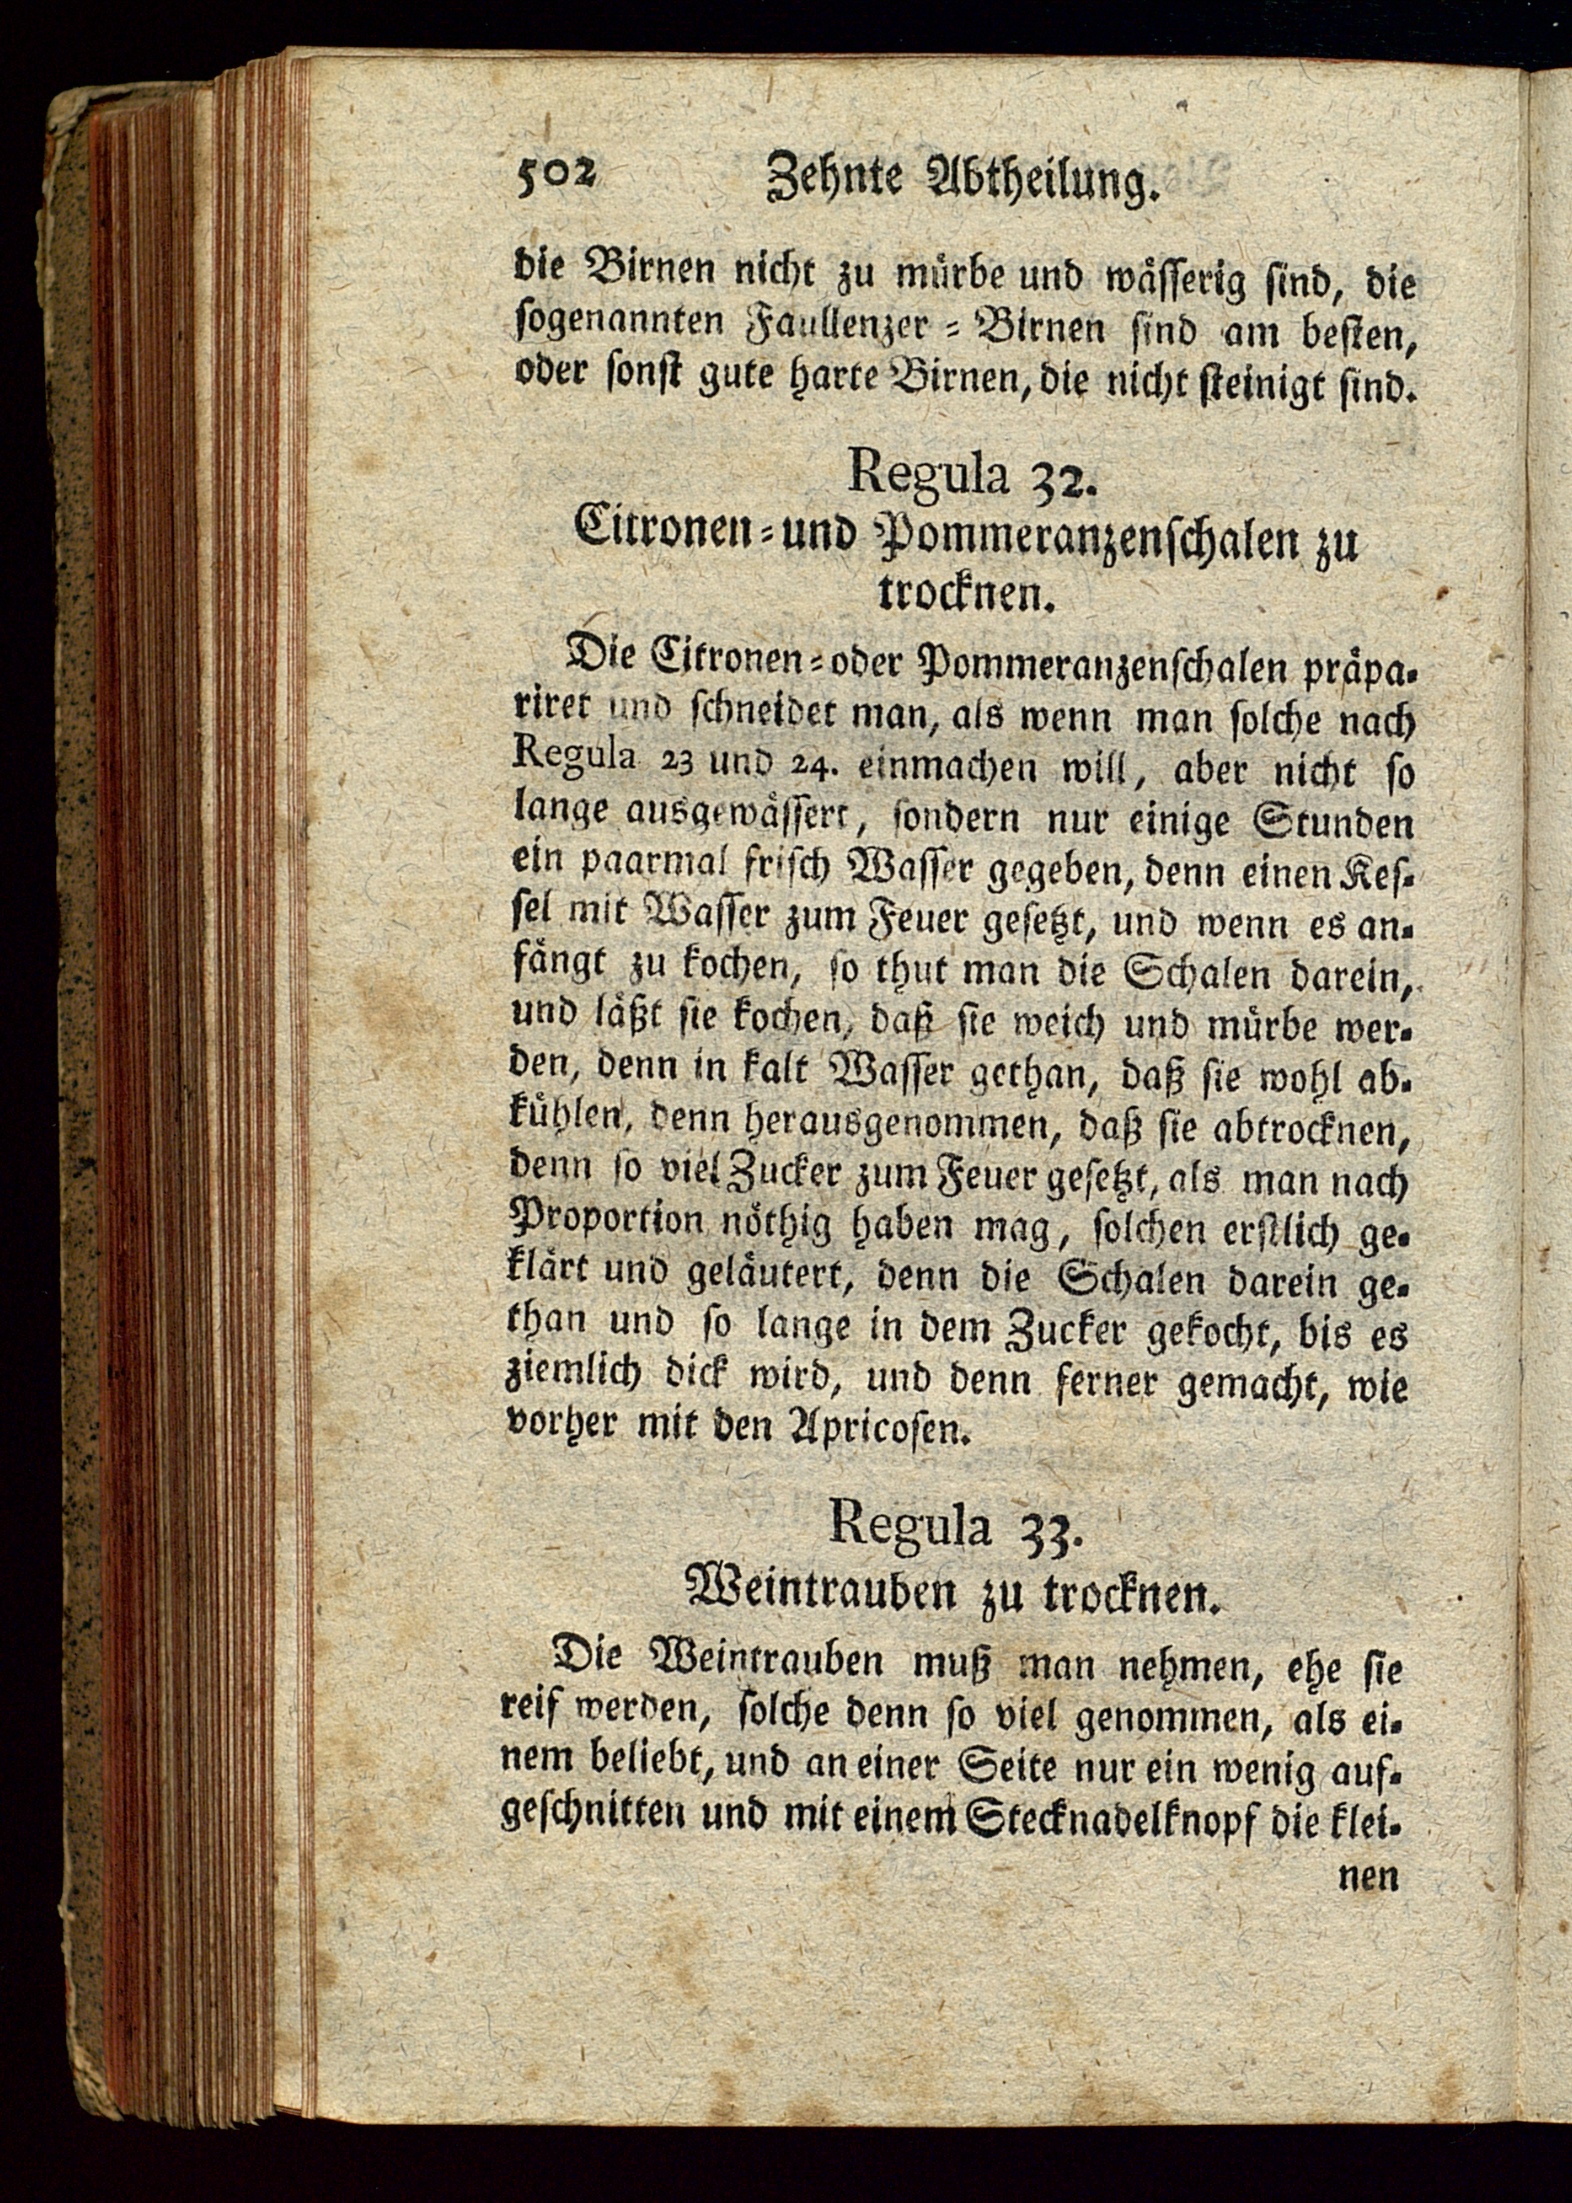 502 Zehnte Abtheilung.
die Birnen nicht zu mürbe und wässerig sind, die
sogenannten Faullenzer = Birnen sind am besten,
oder sonst gute harte Birnen, die nicht steinigt sind.
Regula 32.
Citronen = und Pommeranzenschalen zu
trocknen.
Die Citronen = oder Pommeranzenschalen präpa-
riret und schneidet man, als wenn man solche nach
Regula 23 und 24. einmachen will, aber nicht so
lange ausgewässert, sondern nur einige Stunden
ein paarmal frisch Wasser gegeben, denn einen Kes-
sel mit Wasser zum Feuer gesetzt, und wenn es an-
fängt zu kochen, so thut man die Schalen darein,
und läßt sie kochen, daß sie weich und mürbe wer-
den, denn in kalt Wasser gethan, daß sie wohl ab-
kühlen, denn herausgenommen, daß sie abtrocknen,
denn so viel Zucker zum Feuer gesetzt, als man nach
Proportion nöthig haben mag, solchen erstlich ge-
klärt und geläutert, denn die Schalen darein ge-
than und so lange in dem Zucker gekocht, bis es
ziemlich dick wird, und denn ferner gemacht, wie
vorher mit den Apricosen.
Regula 33.
Weintrauben zu trocknen.
Die Weintrauben muß man nehmen, ehe sie
reif werden, solche denn so viel genommen, als ei-
nem beliebt, und an einer Seite nur ein wenig auf-
geschnitten und mit einem Stecknadelknopf die klei-
nen